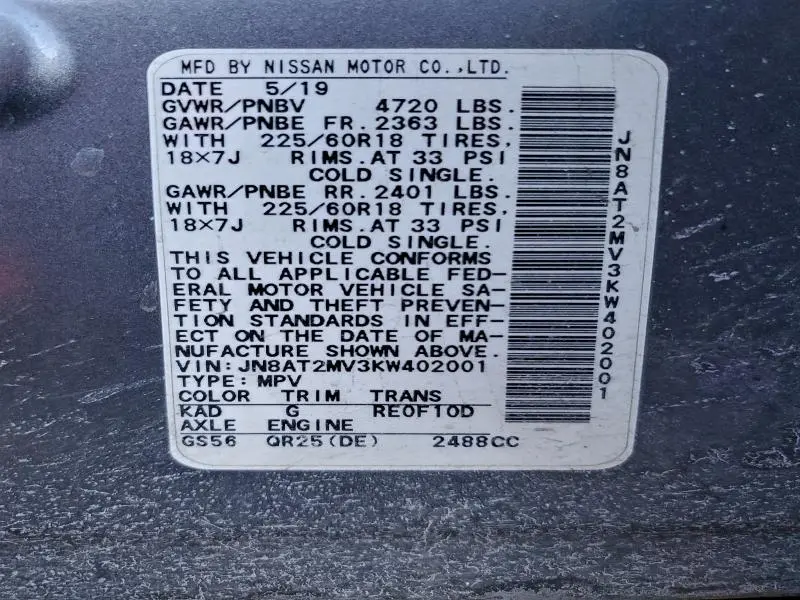 MFD BY NISSAN MOTOR CO.,LTD.
DATE 5/19
GVWR/PNBV 4720 LBS.
GAWR/PNBE FR. 2363 LBS.
WITH 225/60R18 TIRES,
18×7J RIMS.AT 33 PSI
COLD SINGLE.
GAWR/PNBE RR. 2401 LBS.
WITH 225/60R18 TIRES,
18×7J RIMS.AT 33 PSI
COLD SINGLE.
THIS VEHICLE CONFORMS
TO ALL APPLICABLE FED-
ERAL MOTOR VEHICLE SA-
FETY AND THEFT PREVEN-
TION STANDARDS IN EFF-
ECT ON THE DATE OF MA-
NUFACTURE SHOWN ABOVE.
VIN:JN8AT2MV3KW402001
TYPE:MPV
COLOR TRIM TRANS
KAD G RE0F10D
AXLE ENGINE
GS56 QR25(DE) 2488CC
JN8AT2MV3KW402001